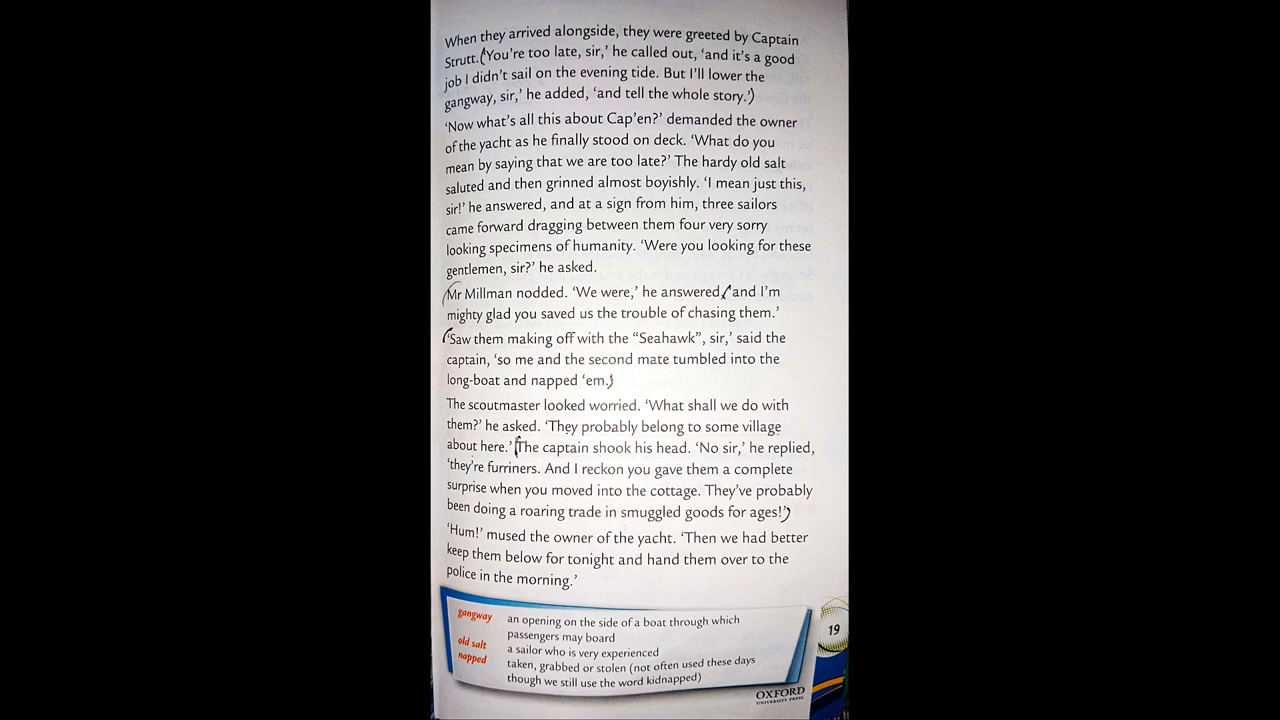 When they arrived alongside, they were greeted by Captain
Strutt. ‘You're too late, sir,’ he called out, ‘and it's a good
job I didn't sail on the evening tide. But I'll lower the
gangway, sir,’ he added, ‘and tell the whole story.’
‘Now what's all this about Cap'en?’ demanded the owner
of the yacht as he finally stood on deck. ‘What do you
mean by saying that we are too late?’ The hardy old salt
saluted and then grinned almost boyishly. ‘I mean just this,
sir!’ he answered, and at a sign from him, three sailors
came forward dragging between them four very sorry
looking specimens of humanity. ‘Were you looking for these
gentlemen, sir?’ he asked.
Mr Millman nodded. ‘We were,’ he answered, ‘and I'm
mighty glad you saved us the trouble of chasing them.’
‘Saw them making off with the “Seahawk”, sir,’ said the
captain, ‘so me and the second mate tumbled into the
long-boat and napped ‘em.’
The scoutmaster looked worried. ‘What shall we do with
them?’ he asked. ‘They probably belong to some village
about here.’ The captain shook his head. ‘No sir,’ he replied,
‘they're furriners. And I reckon you gave them a complete
surprise when you moved into the cottage. They've probably
been doing a roaring trade in smuggled goods for ages!’
‘Hum!’ mused the owner of the yacht. ‘Then we had better
keep them below for tonight and hand them over to the
police in the morning.’
gangway an opening on the side of a boat through which
passengers may board
old salt a sailor who is very experienced
napped taken, grabbed or stolen (not often used these days
though we still use the word kidnapped)
19
OXFORD
UNIVERSITY PRESS